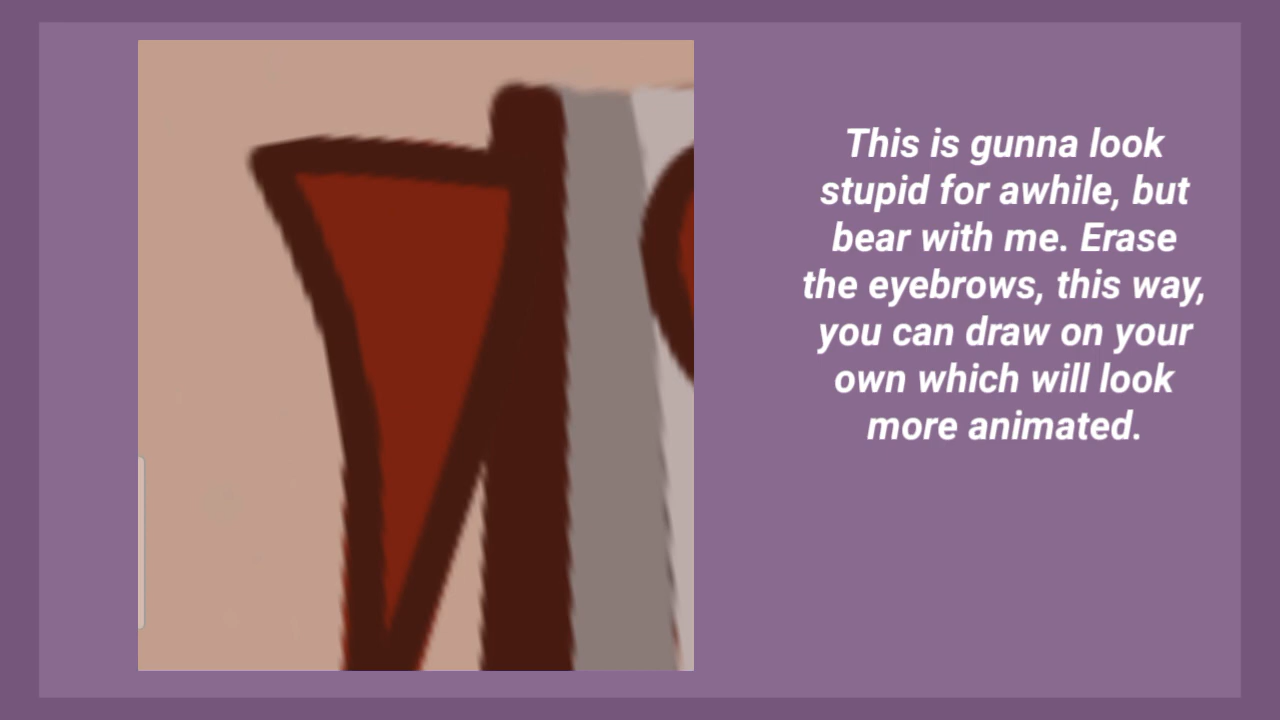 This is gunna look
stupid for awhile, but
bear with me. Erase
the eyebrows, this way,
you can draw on your
own which will look
more animated.